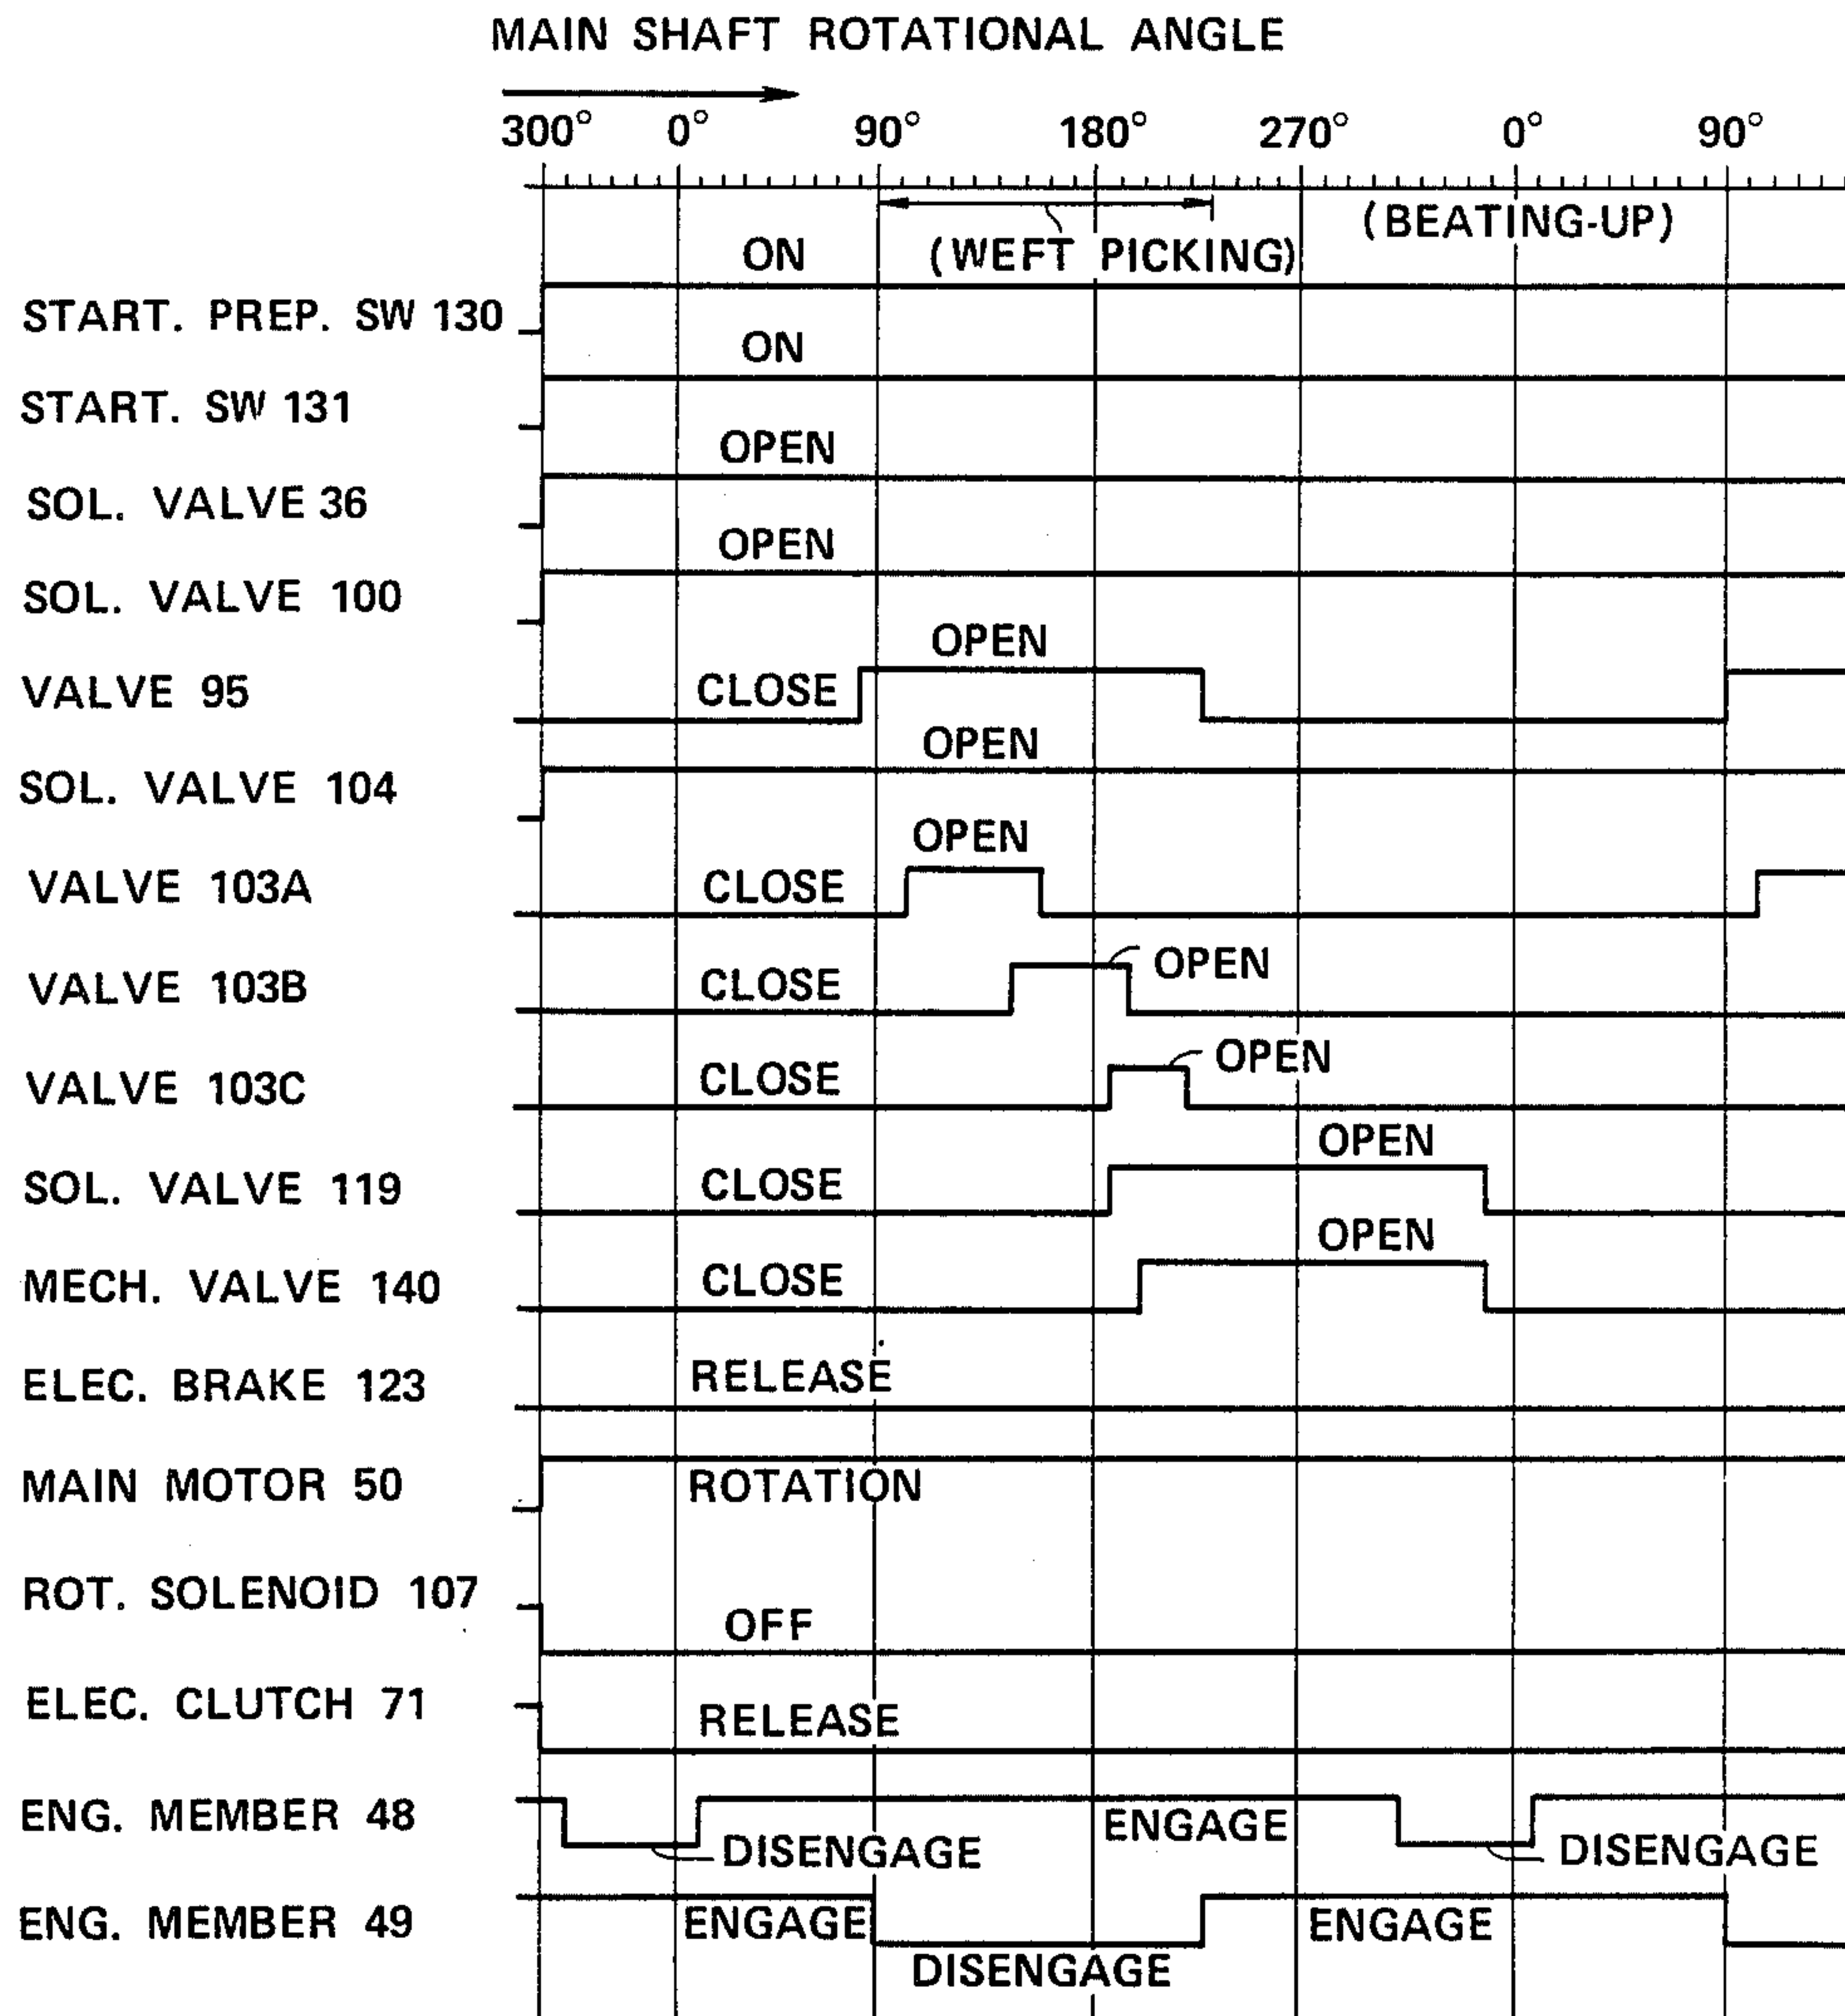 MAIN SHAFT ROTATIONAL ANGLE
300° 0° 90° 180° 270° 0° 90°
(BEATING-UP)
ON (WEFT PICKING)
START. PREP. SW 130
ON
START. SW 131
OPEN
SOL. VALVE 36
OPEN
SOL. VALVE 100
OPEN
VALVE 95 CLOSE
OPEN
SOL. VALVE 104
OPEN
VALVE 103A CLOSE
OPEN
VALVE 103B CLOSE
OPEN
VALVE 103C CLOSE
OPEN
SOL. VALVE 119 CLOSE
OPEN
MECH. VALVE 140 CLOSE
ELEC. BRAKE 123 RELEASE
MAIN MOTOR 50 ROTATION
ROT. SOLENOID 107
OFF
ELEC. CLUTCH 71 RELEASE
ENG. MEMBER 48 ENGAGE
DISENGAGE DISENGAGE
ENG. MEMBER 49 ENGAGE ENGAGE
DISENGAGE